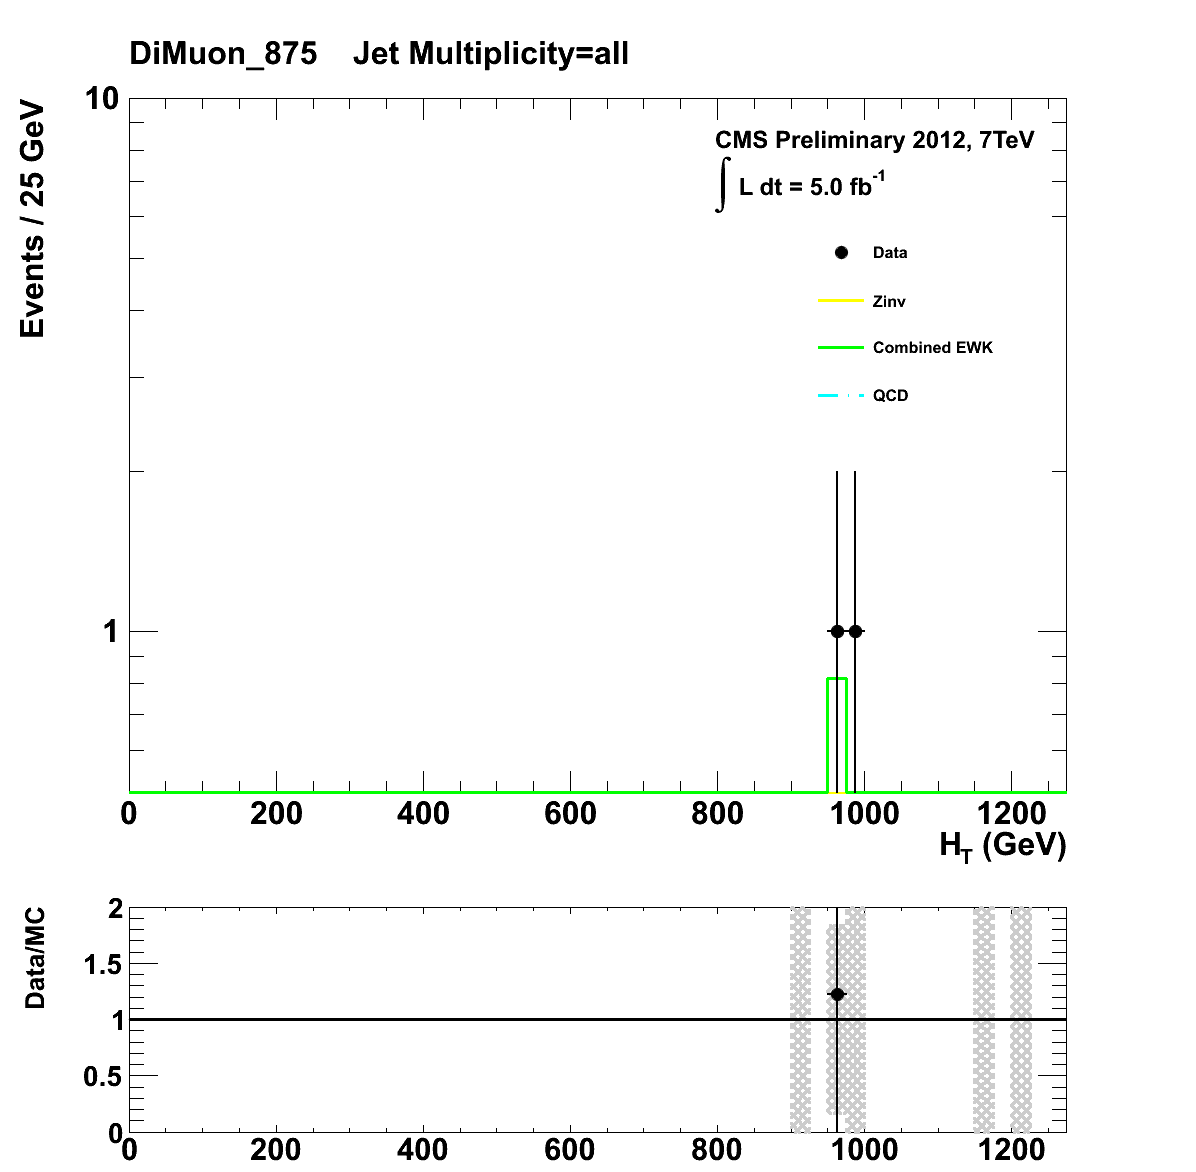 DiMuon_875 Jet Multiplicity=all
Events / 25 GeV
10
1
CMS Preliminary 2012, 7TeV
∫ L dt = 5.0 fb⁻¹
Data
Zinv
Combined EWK
QCD
0 200 400 600 800 1000 1200
H_T (GeV)
Data/MC
2
1.5
1
0.5
0
0 200 400 600 800 1000 1200